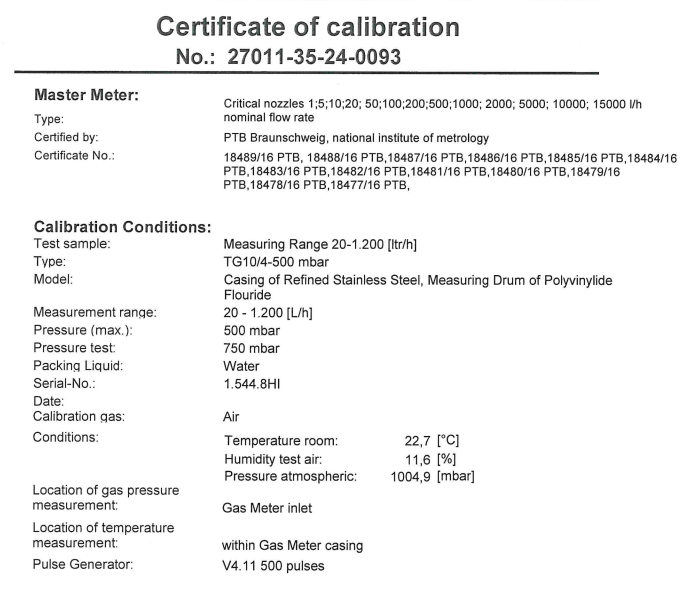 Certificate of calibration
No.: 27011-35-24-0093
Master Meter:
Type: Critical nozzles 1;5;10;20; 50;100;200;500;1000; 2000; 5000; 10000; 15000 l/h
nominal flow rate
Certified by: PTB Braunschweig, national institute of metrology
Certificate No.: 18489/16 PTB, 18488/16 PTB,18487/16 PTB,18486/16 PTB,18485/16 PTB,18484/16
PTB,18483/16 PTB,18482/16 PTB,18481/16 PTB,18480/16 PTB,18479/16
PTB,18478/16 PTB,18477/16 PTB,
Calibration Conditions:
Test sample: Measuring Range 20-1.200 [ltr/h]
Type: TG10/4-500 mbar
Model: Casing of Refined Stainless Steel, Measuring Drum of Polyvinylide
Flouride
Measurement range: 20 - 1.200 [L/h]
Pressure (max.): 500 mbar
Pressure test: 750 mbar
Packing Liquid: Water
Serial-No.: 1.544.8HI
Date:
Calibration gas: Air
Conditions: Temperature room: 22,7 [°C]
Humidity test air: 11,6 [%]
Pressure atmospheric: 1004,9 [mbar]
Location of gas pressure
measurement: Gas Meter inlet
Location of temperature
measurement: within Gas Meter casing
Pulse Generator: V4.11 500 pulses